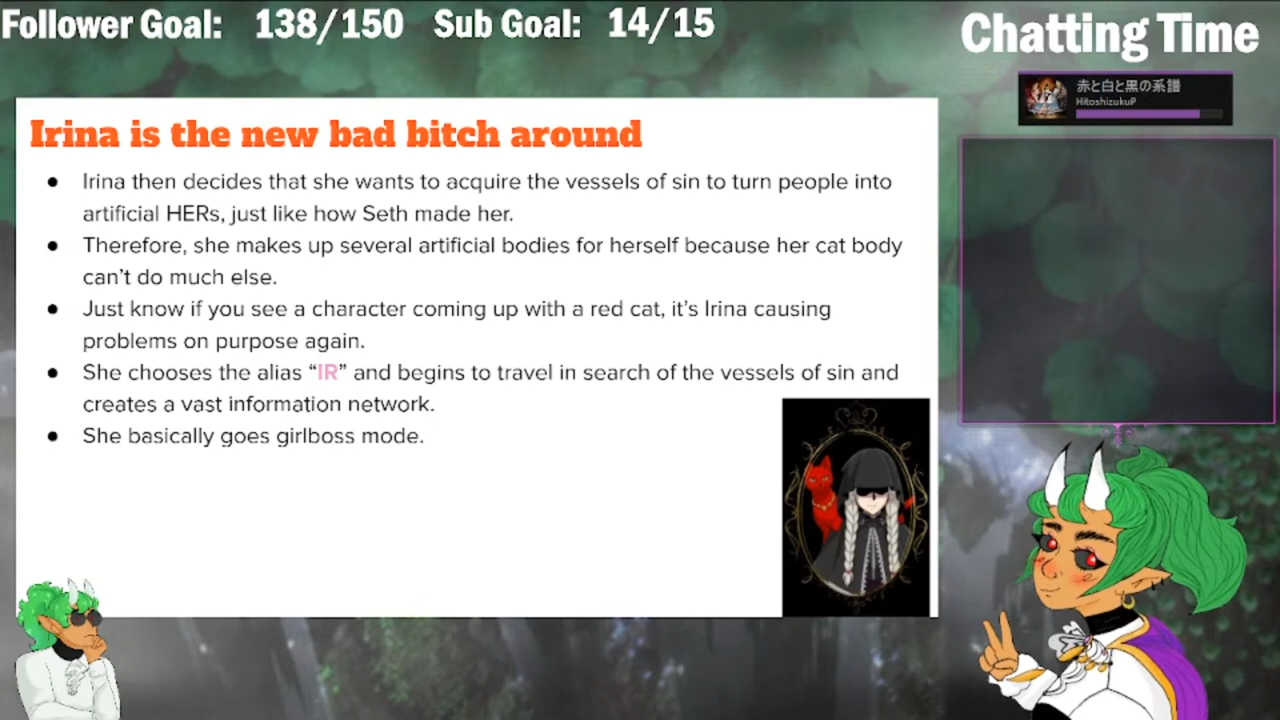 Follower Goal: 138/150 Sub Goal: 14/15
Chatting Time
赤と白と黒の系譜
HitoshizukuP
Irina is the new bad bitch around
● Irina then decides that she wants to acquire the vessels of sin to turn people into
artificial HERs, just like how Seth made her.
● Therefore, she makes up several artificial bodies for herself because her cat body
can't do much else.
● Just know if you see a character coming up with a red cat, it's Irina causing
problems on purpose again.
● She chooses the alias “IR” and begins to travel in search of the vessels of sin and
creates a vast information network.
● She basically goes girlboss mode.